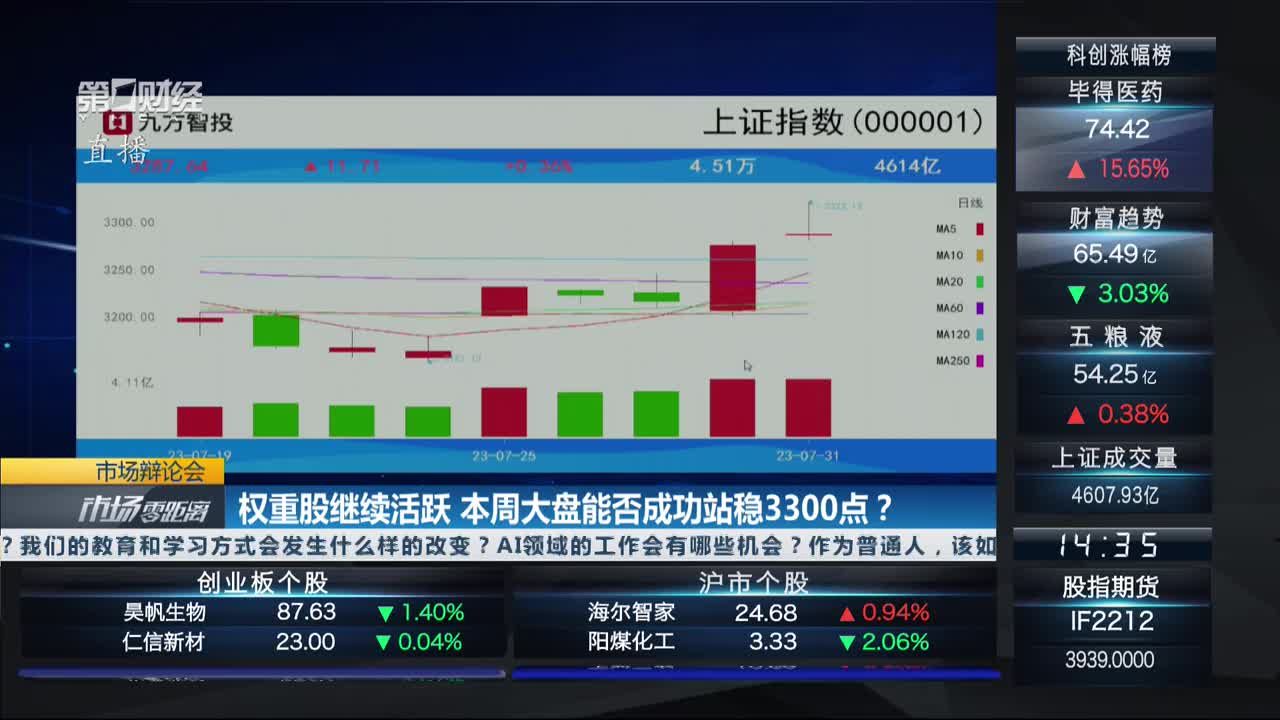 第一财经
直播
九方智投
上证指数(000001)
3287.64 ▲ 11.71 +0.36% 4.51万 4614亿
日线
3300.00
3250.00
3200.00
4.11亿
MA5
MA10
MA20
MA60
MA120
MA250
23-07-19 23-07-25 23-07-31
市场辩论会
市场零距离
权重股继续活跃 本周大盘能否成功站稳3300点？
？我们的教育和学习方式会发生什么样的改变？AI领域的工作会有哪些机会？作为普通人，该如
创业板个股
昊帆生物 87.63 ▼ 1.40%
仁信新材 23.00 ▼ 0.04%
沪市个股
海尔智家 24.68 ▲ 0.94%
阳煤化工 3.33 ▼ 2.06%
科创涨幅榜
毕得医药
74.42
▲ 15.65%
财富趋势
65.49亿
▼ 3.03%
五粮液
54.25亿
▲ 0.38%
上证成交量
4607.93亿
14:35
股指期货
IF2212
3939.0000